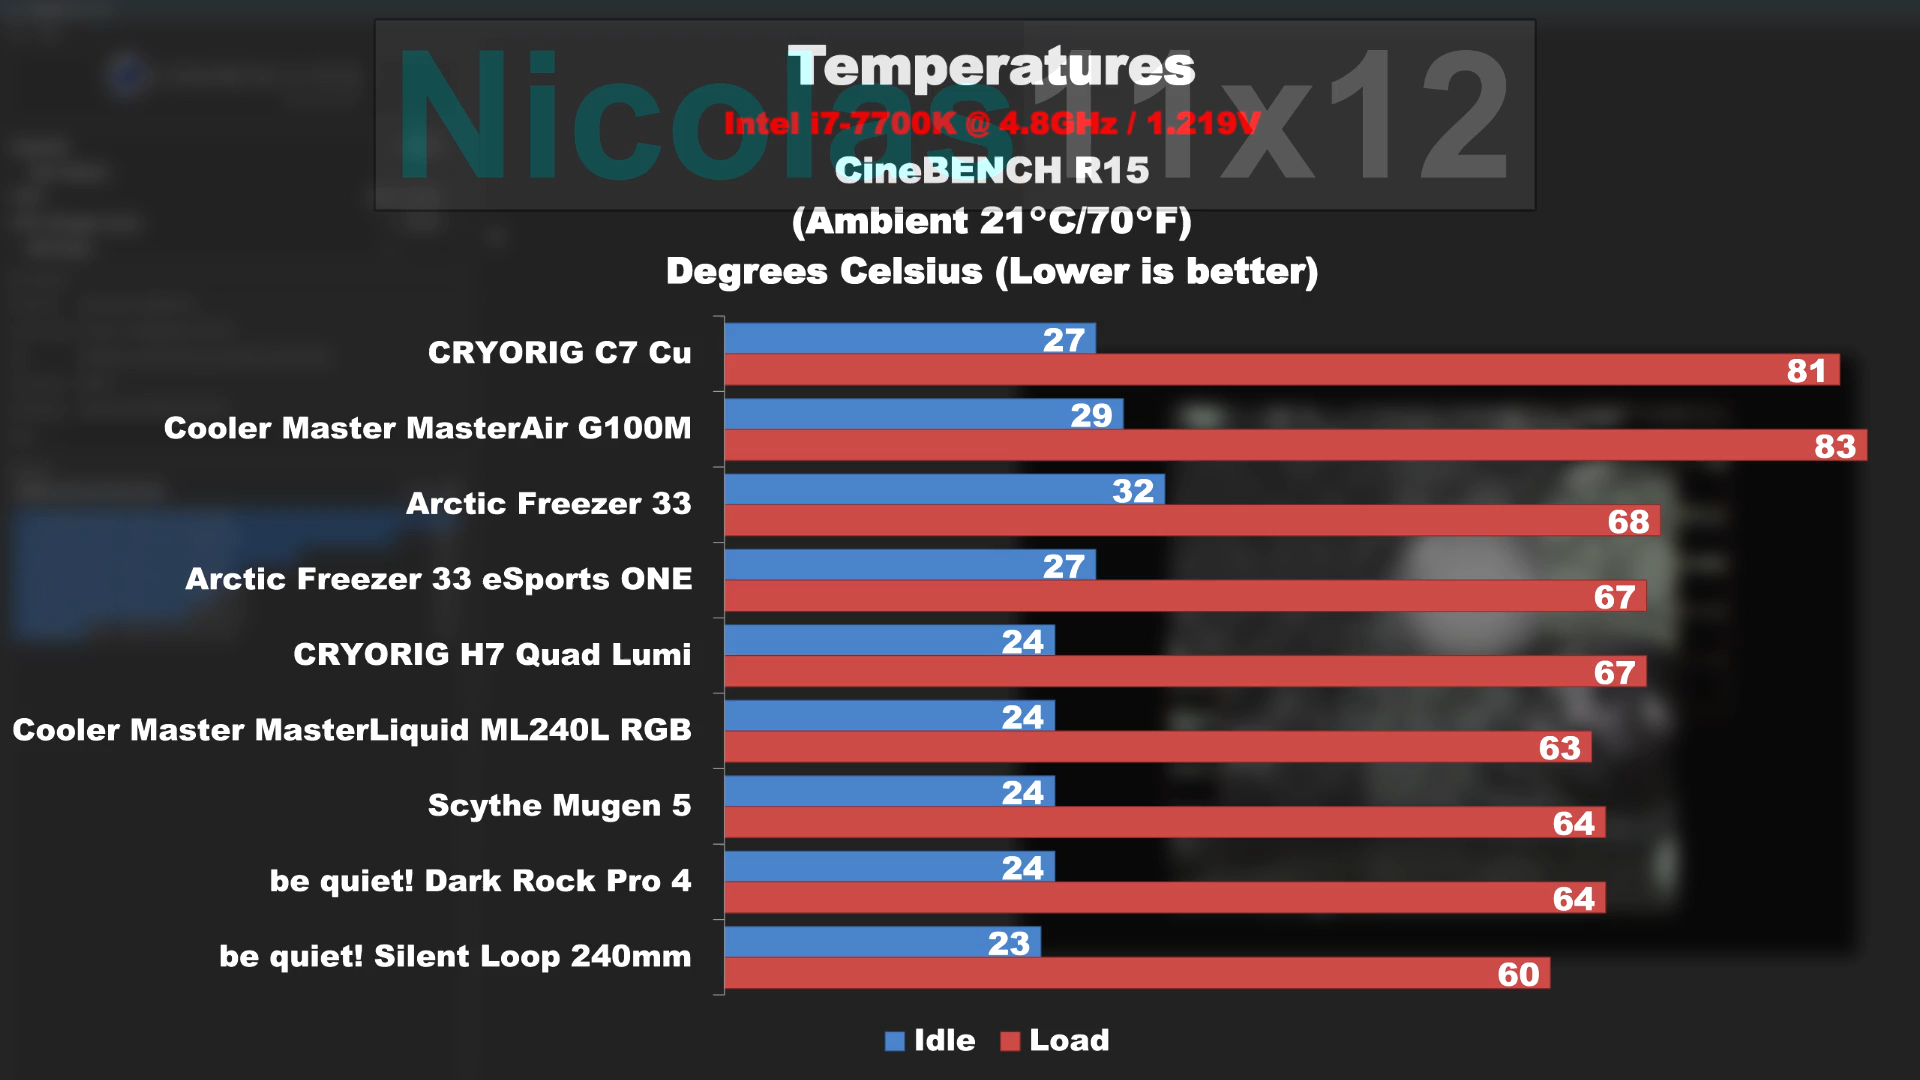 Nicolas11x12
Temperatures
Intel i7-7700K @ 4.8GHz / 1.219V
CineBENCH R15
(Ambient 21°C/70°F)
Degrees Celsius (Lower is better)
CRYORIG C7 Cu
27
81
Cooler Master MasterAir G100M
29
83
Arctic Freezer 33
32
68
Arctic Freezer 33 eSports ONE
27
67
CRYORIG H7 Quad Lumi
24
67
Cooler Master MasterLiquid ML240L RGB
24
63
Scythe Mugen 5
24
64
be quiet! Dark Rock Pro 4
24
64
be quiet! Silent Loop 240mm
23
60
Idle Load